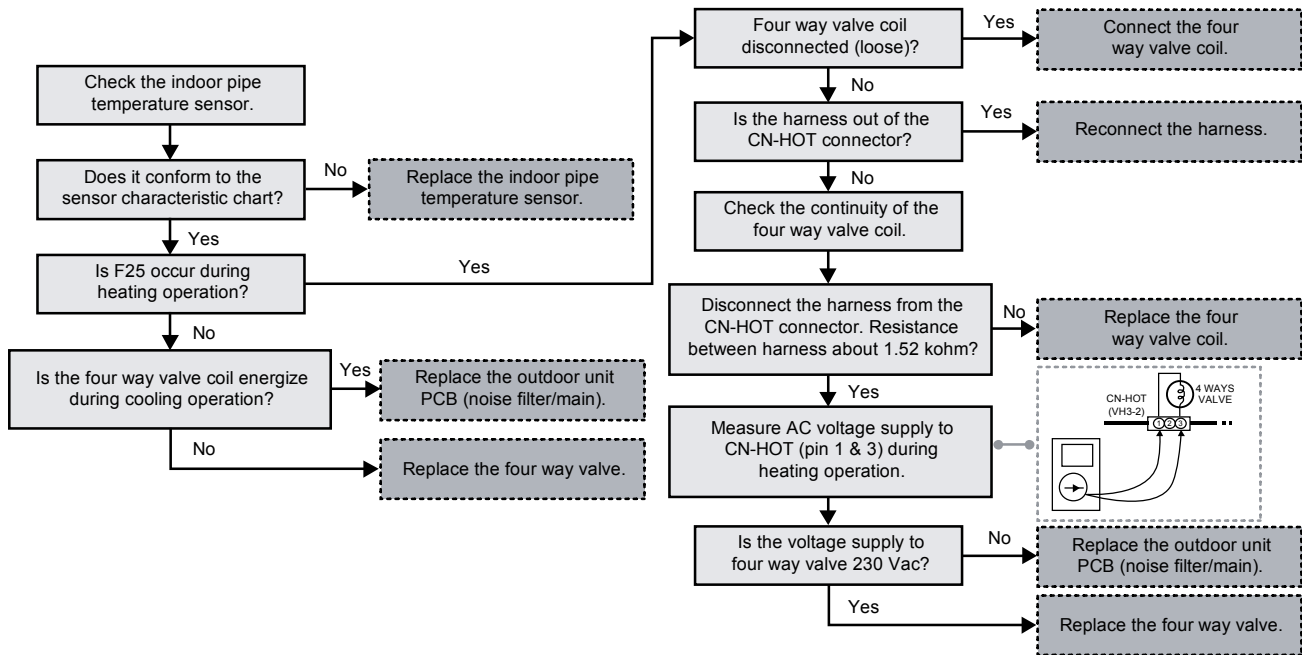 Check the indoor pipe
temperature sensor.
Does it conform to the
sensor characteristic chart?
No
Replace the indoor pipe
temperature sensor.
Yes
Is F25 occur during
heating operation?
Yes
No
Is the four way valve coil energize
during cooling operation?
Yes
Replace the outdoor unit
PCB (noise filter/main).
No
Replace the four way valve.
Four way valve coil
disconnected (loose)?
Yes
Connect the four
way valve coil.
No
Is the harness out of the
CN-HOT connector?
Yes
Reconnect the harness.
No
Check the continuity of the
four way valve coil.
Disconnect the harness from the
CN-HOT connector. Resistance
between harness about 1.52 kohm?
No
Replace the four
way valve coil.
Yes
Measure AC voltage supply to
CN-HOT (pin 1 & 3) during
heating operation.
CN-HOT
(VH3-2)
4 WAYS
VALVE
1 2 3
Is the voltage supply to
four way valve 230 Vac?
No
Replace the outdoor unit
PCB (noise filter/main).
Yes
Replace the four way valve.